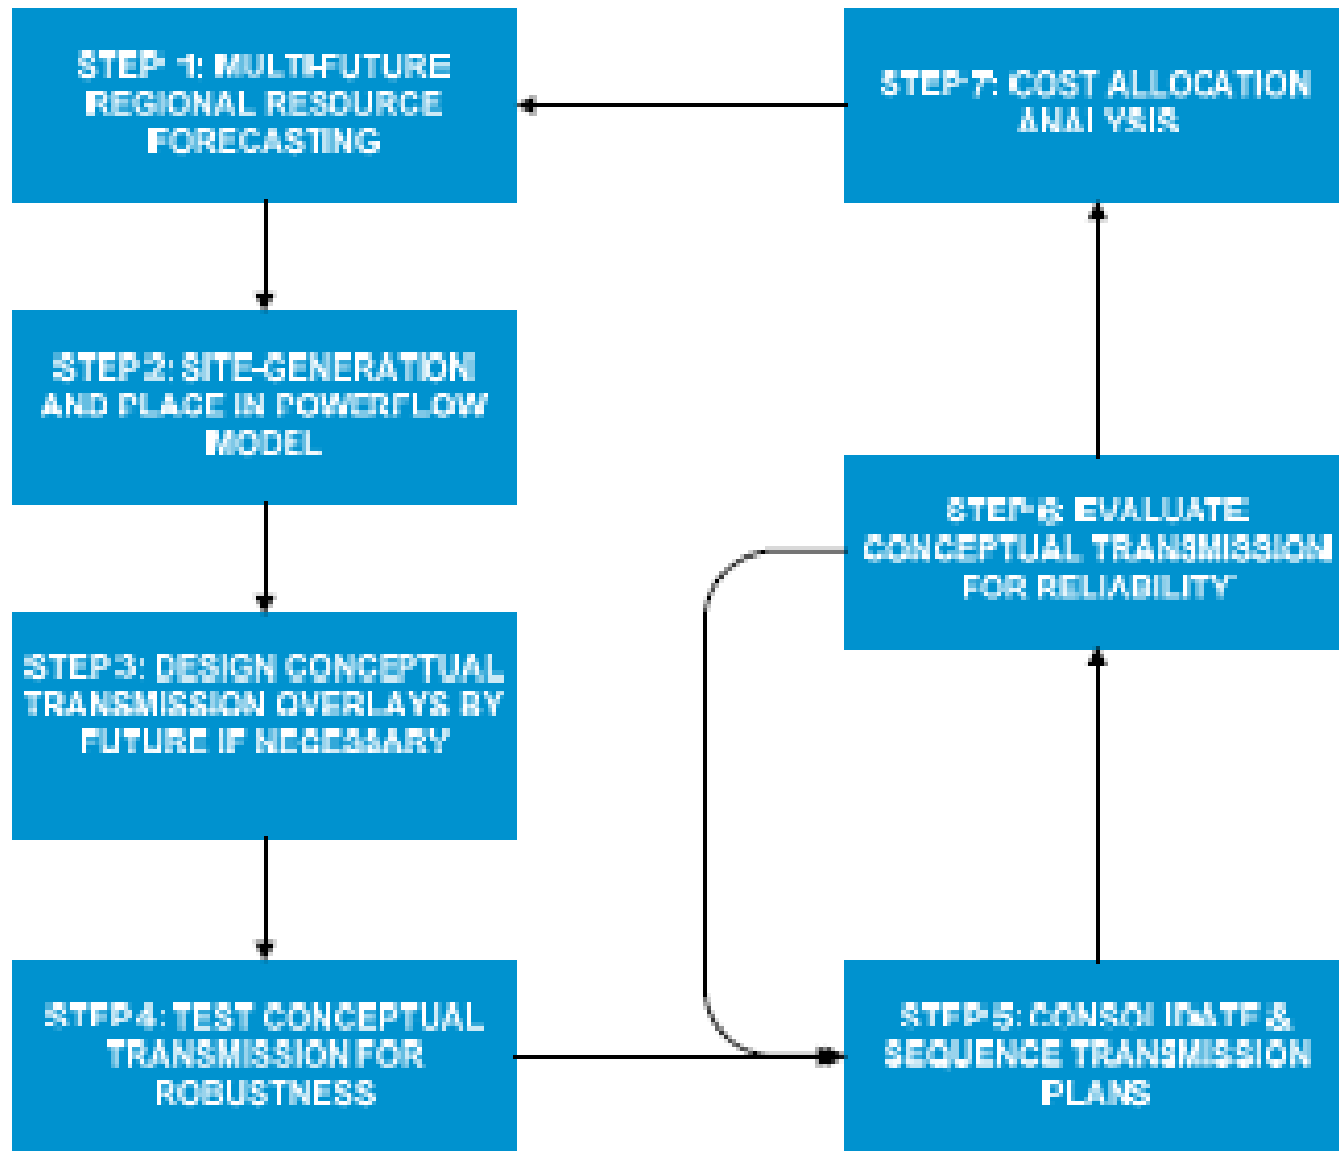 STEP 1: MULTI-FUTURE
REGIONAL RESOURCE
FORECASTING
STEP 2: SITE-GENERATION
AND PLACE IN POWERFLOW
MODEL
STEP 3: DESIGN CONCEPTUAL
TRANSMISSION OVERLAYS BY
FUTURE IF NECESSARY
STEP 4: TEST CONCEPTUAL
TRANSMISSION FOR
ROBUSTNESS
STEP 5: CONSOLIDATE &
SEQUENCE TRANSMISSION
PLANS
STEP 6: EVALUATE
CONCEPTUAL TRANSMISSION
FOR RELIABILITY
STEP 7: COST ALLOCATION
ANALYSIS